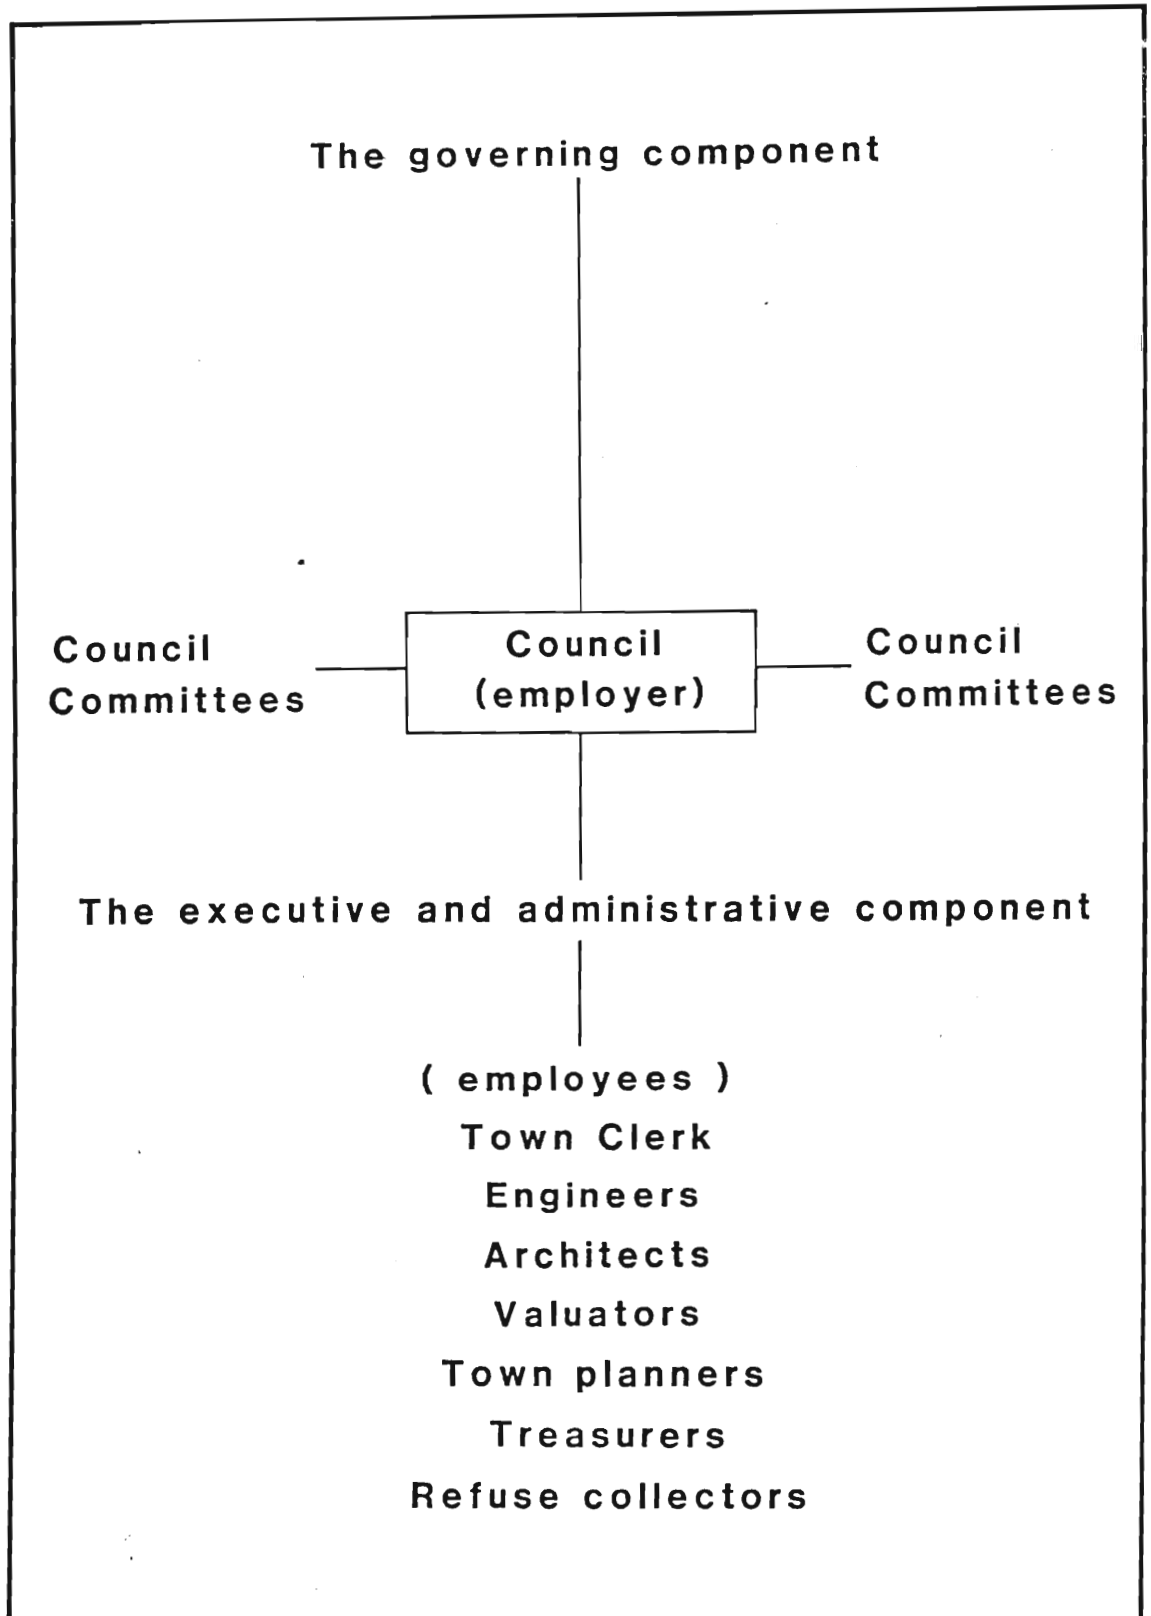 The governing component
Council
Committees
Council
(employer)
Council
Committees
The executive and administrative component
( employees )
Town Clerk
Engineers
Architects
Valuators
Town planners
Treasurers
Refuse collectors